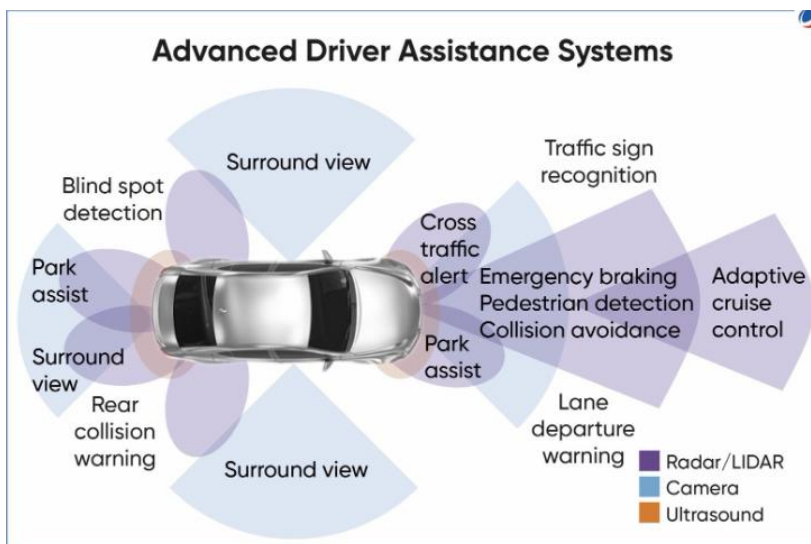 Advanced Driver Assistance Systems
Surround view
Traffic sign
recognition
Blind spot
detection
Cross
traffic
alert
Park
assist
Emergency braking
Pedestrian detection
Collision avoidance
Adaptive
cruise
control
Surround
view
Park
assist
Rear
collision
warning
Lane
departure
warning
Surround view
Radar/LIDAR
Camera
Ultrasound